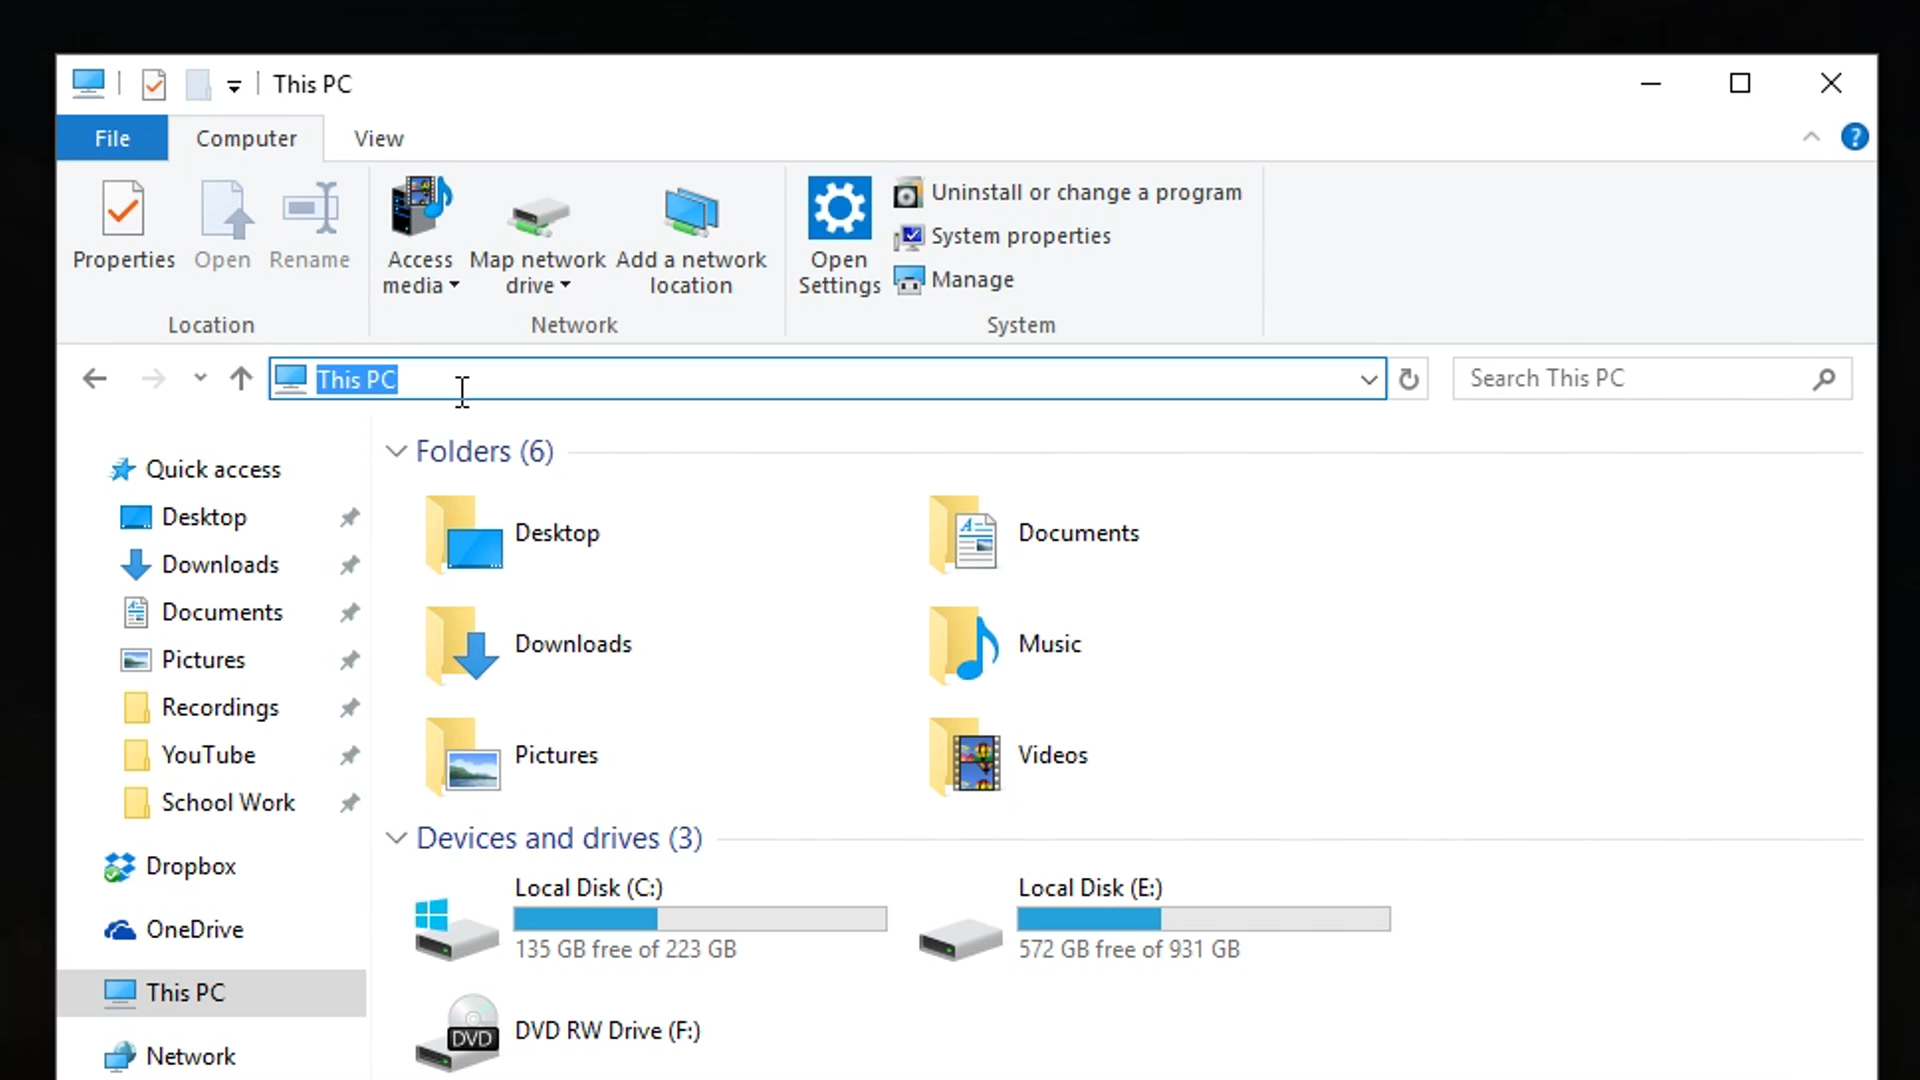 This PC
File
Computer
View
?
Properties
Open
Rename
Location
Access media
Map network drive
Add a network location
Network
Open Settings
Uninstall or change a program
System properties
Manage
System
This PC
Search This PC
Quick access
Desktop
Downloads
Documents
Pictures
Recordings
YouTube
School Work
Dropbox
OneDrive
This PC
Network
Folders (6)
Desktop
Documents
Downloads
Music
Pictures
Videos
Devices and drives (3)
Local Disk (C:)
135 GB free of 223 GB
Local Disk (E:)
572 GB free of 931 GB
DVD
DVD RW Drive (F:)